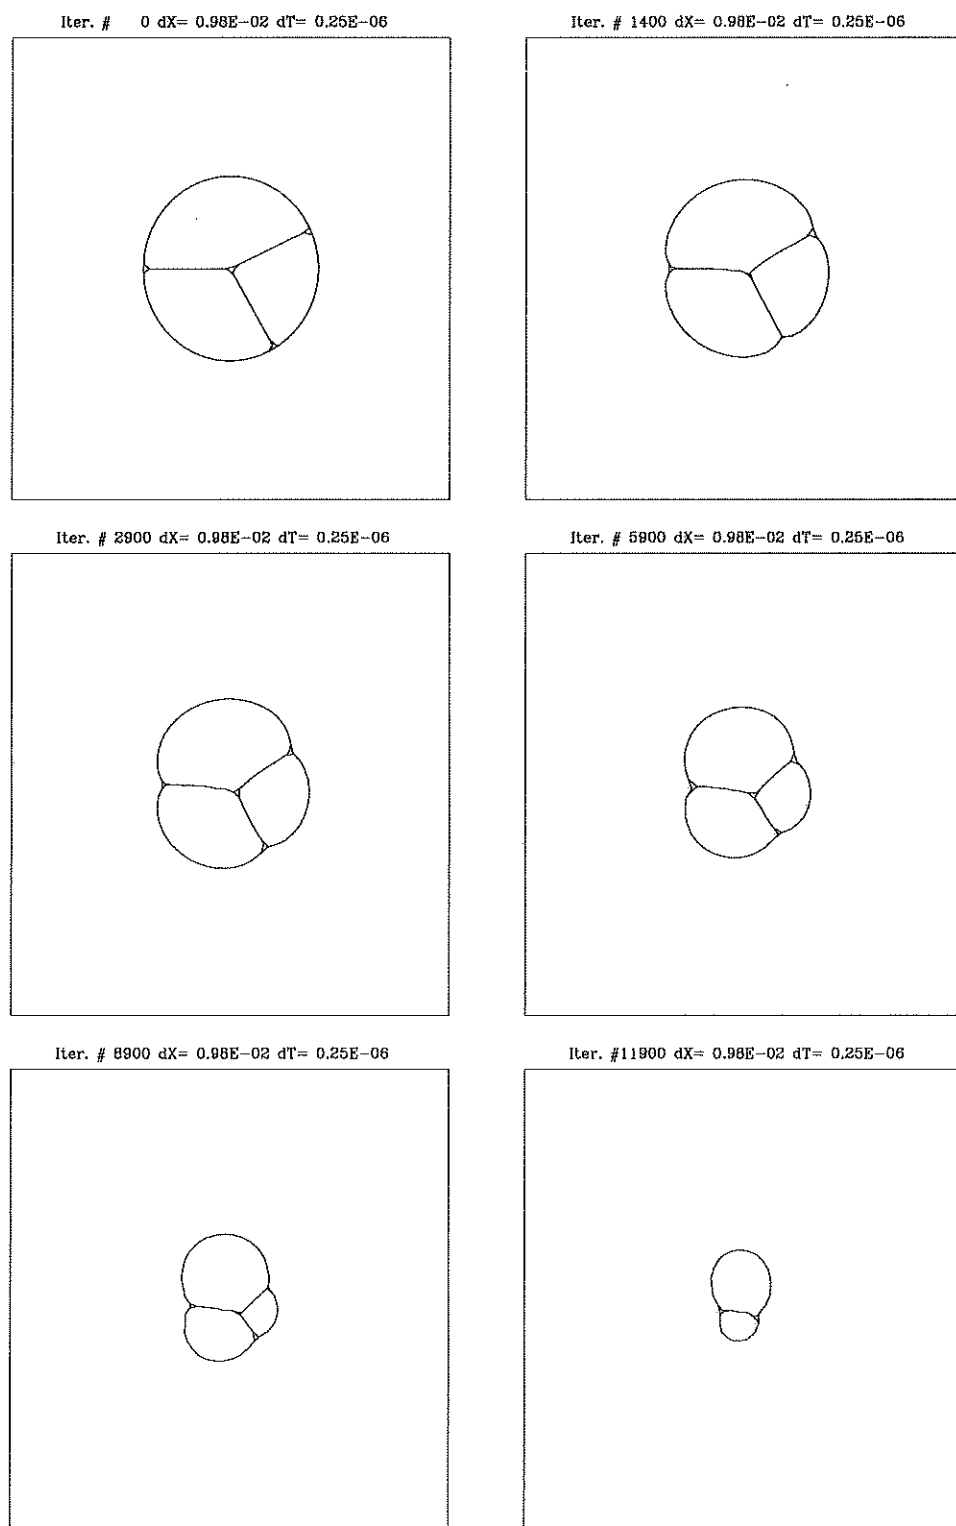 Iter. # 0 dX= 0.98E-02 dT= 0.25E-06
Iter. # 1400 dX= 0.98E-02 dT= 0.25E-06
Iter. # 2900 dX= 0.98E-02 dT= 0.25E-06
Iter. # 5900 dX= 0.98E-02 dT= 0.25E-06
Iter. # 8900 dX= 0.98E-02 dT= 0.25E-06
Iter. #11900 dX= 0.98E-02 dT= 0.25E-06